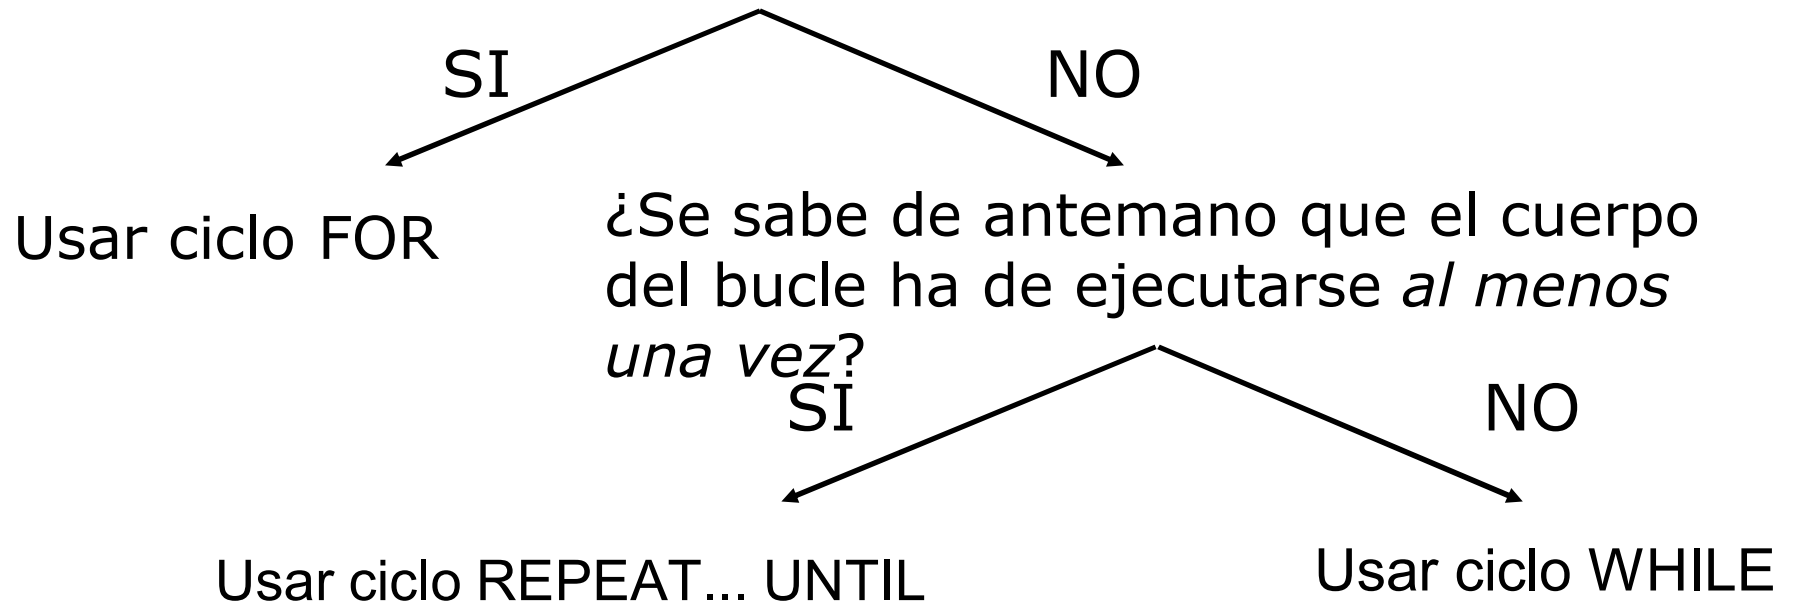 SI
NO
Usar ciclo FOR
¿Se sabe de antemano que el cuerpo
del bucle ha de ejecutarse al menos
una vez?
SI
NO
Usar ciclo REPEAT... UNTIL
Usar ciclo WHILE